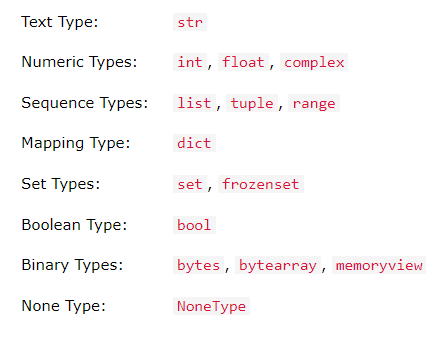 Text Type: str
Numeric Types: int, float, complex
Sequence Types: list, tuple, range
Mapping Type: dict
Set Types: set, frozenset
Boolean Type: bool
Binary Types: bytes, bytearray, memoryview
None Type: NoneType